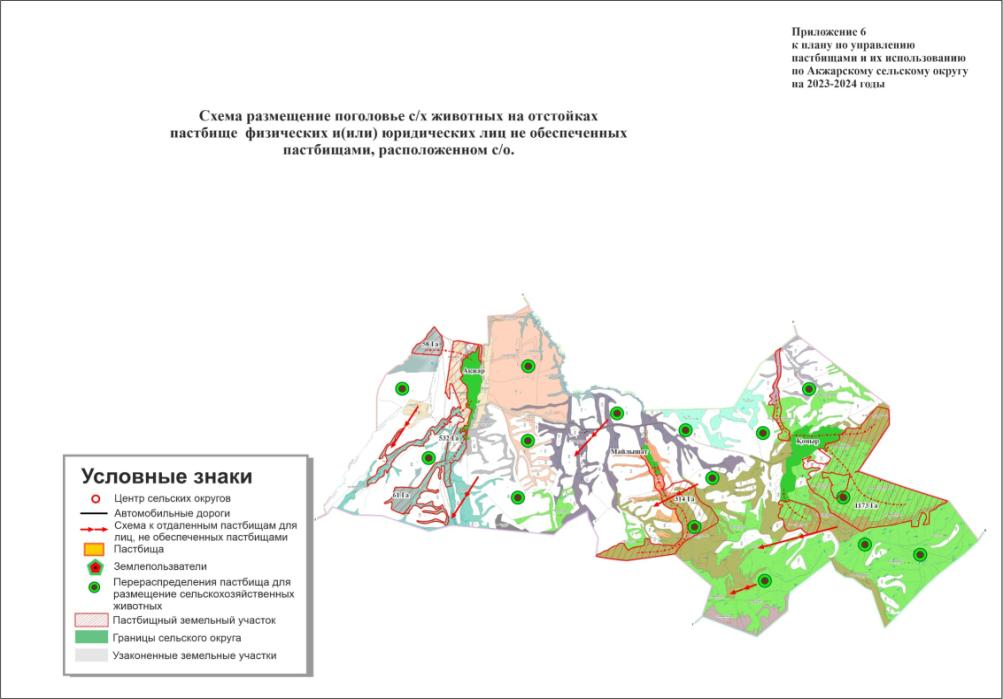 Приложение 6
к плану по управлению
пастбищами и их использованию
по Акжарскому сельскому округу
на 2023-2024 годы
Схема размещение поголовье с/х животных на отстойках
пастбище физических и(или) юридических лиц не обеспеченных
пастбищами, расположенном с/о.
58 Га
Акжар
532 Га
61 Га
Майлышат
314 Га
Қоңыр
1173 Га
Условные знаки
Центр сельских округов
Автомобильные дороги
Схема к отдаленным пастбищам для
лиц, не обеспеченных пастбищами
Пастбища
Землепользватели
Перераспределения пастбища для
размещение сельскохозяйственных
животных
Пастбищный земельный участок
Границы сельского округа
Узаконенные земельные участки